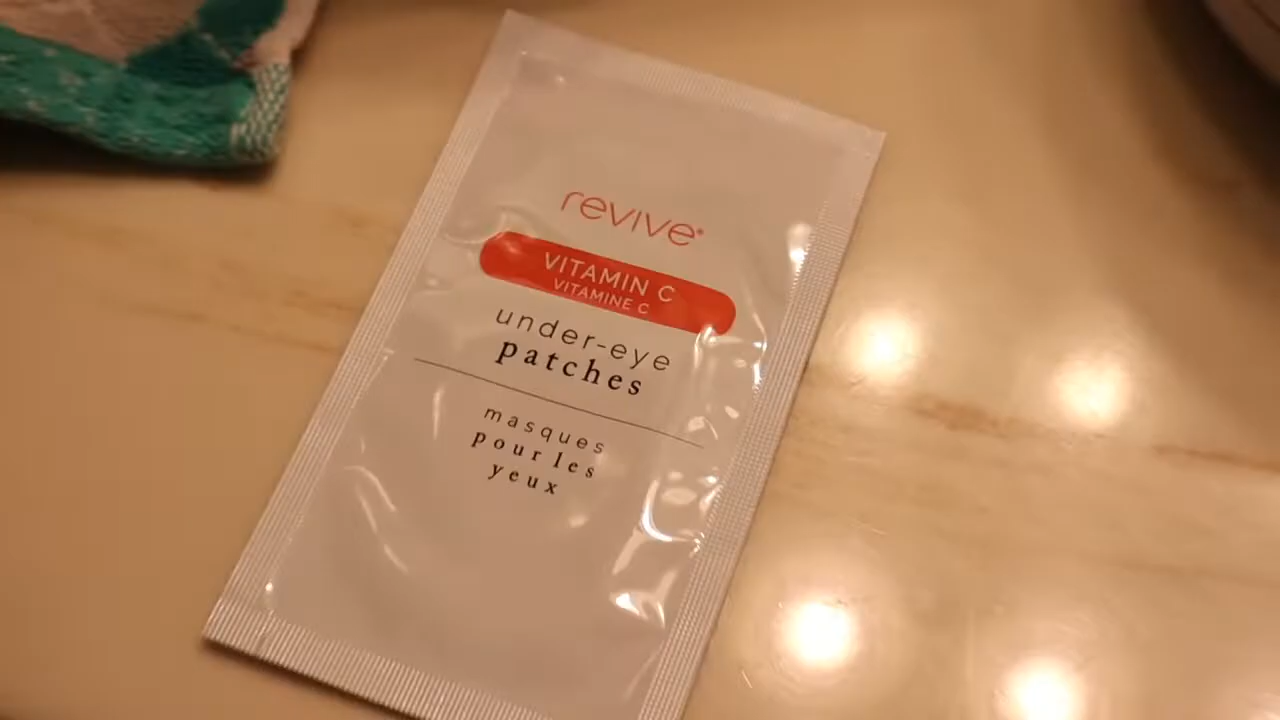 revive®
VITAMIN C
VITAMINE C
under-eye
patches
masques
pour les
yeux